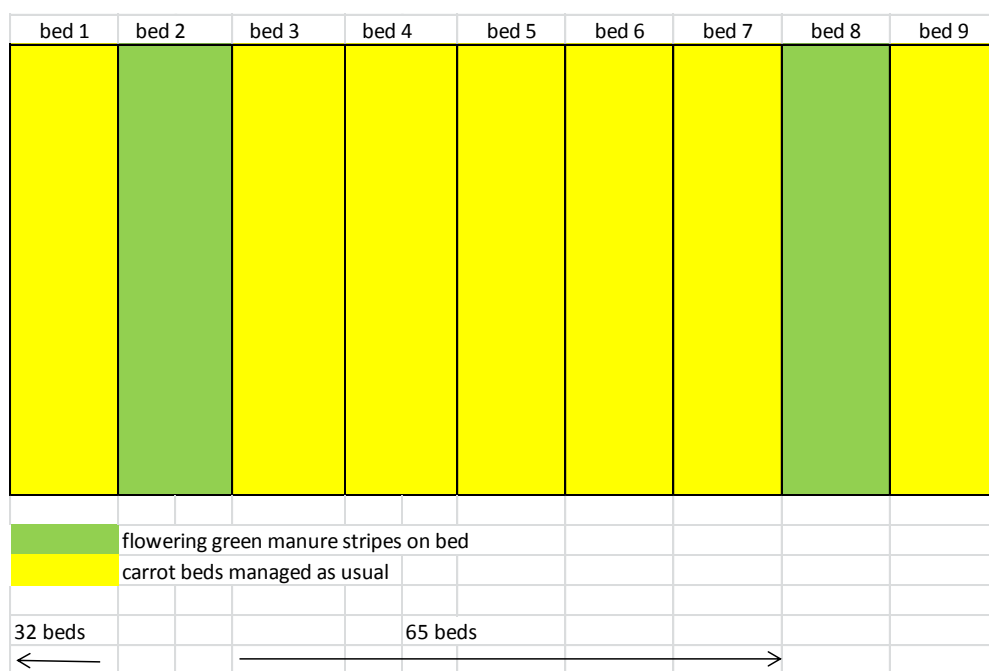 bed 1 bed 2 bed 3 bed 4 bed 5 bed 6 bed 7 bed 8 bed 9
flowering green manure stripes on bed
carrot beds managed as usual
32 beds 65 beds